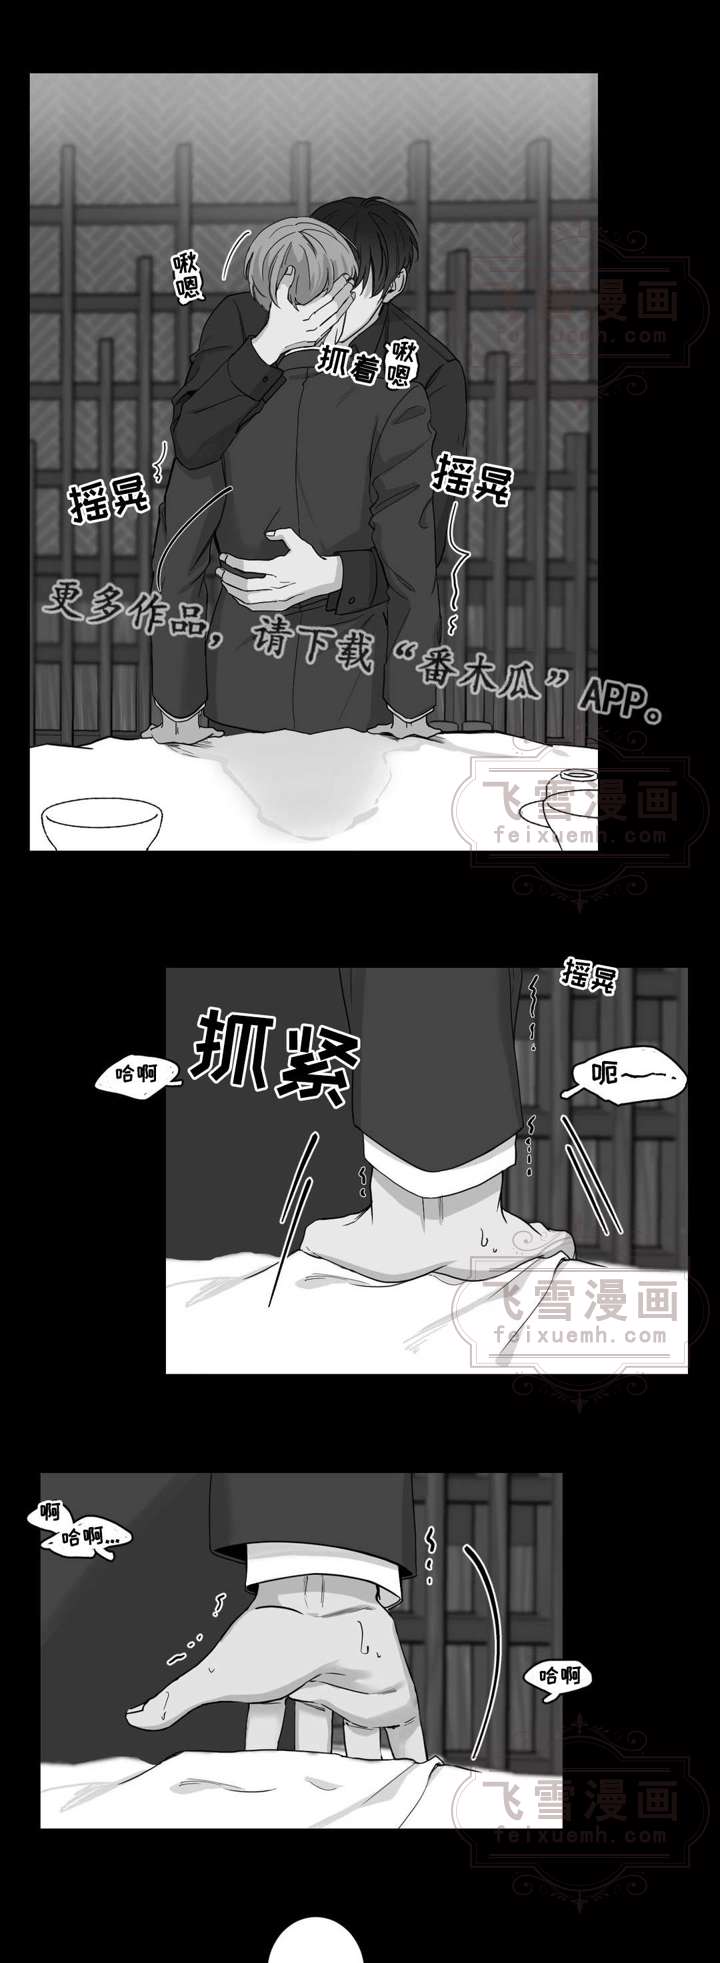 啾
嗯
飞雪漫画
feixuemh.com
抓着
啾
嗯
摇晃
摇晃
更多作品，请下载“番木瓜”APP。
飞雪漫画
feixuemh.com
摇晃
抓紧
哈啊
呃——
飞雪漫画
feixuemh.com
啊
哈啊...
哈啊
飞雪漫画
feixuemh.com